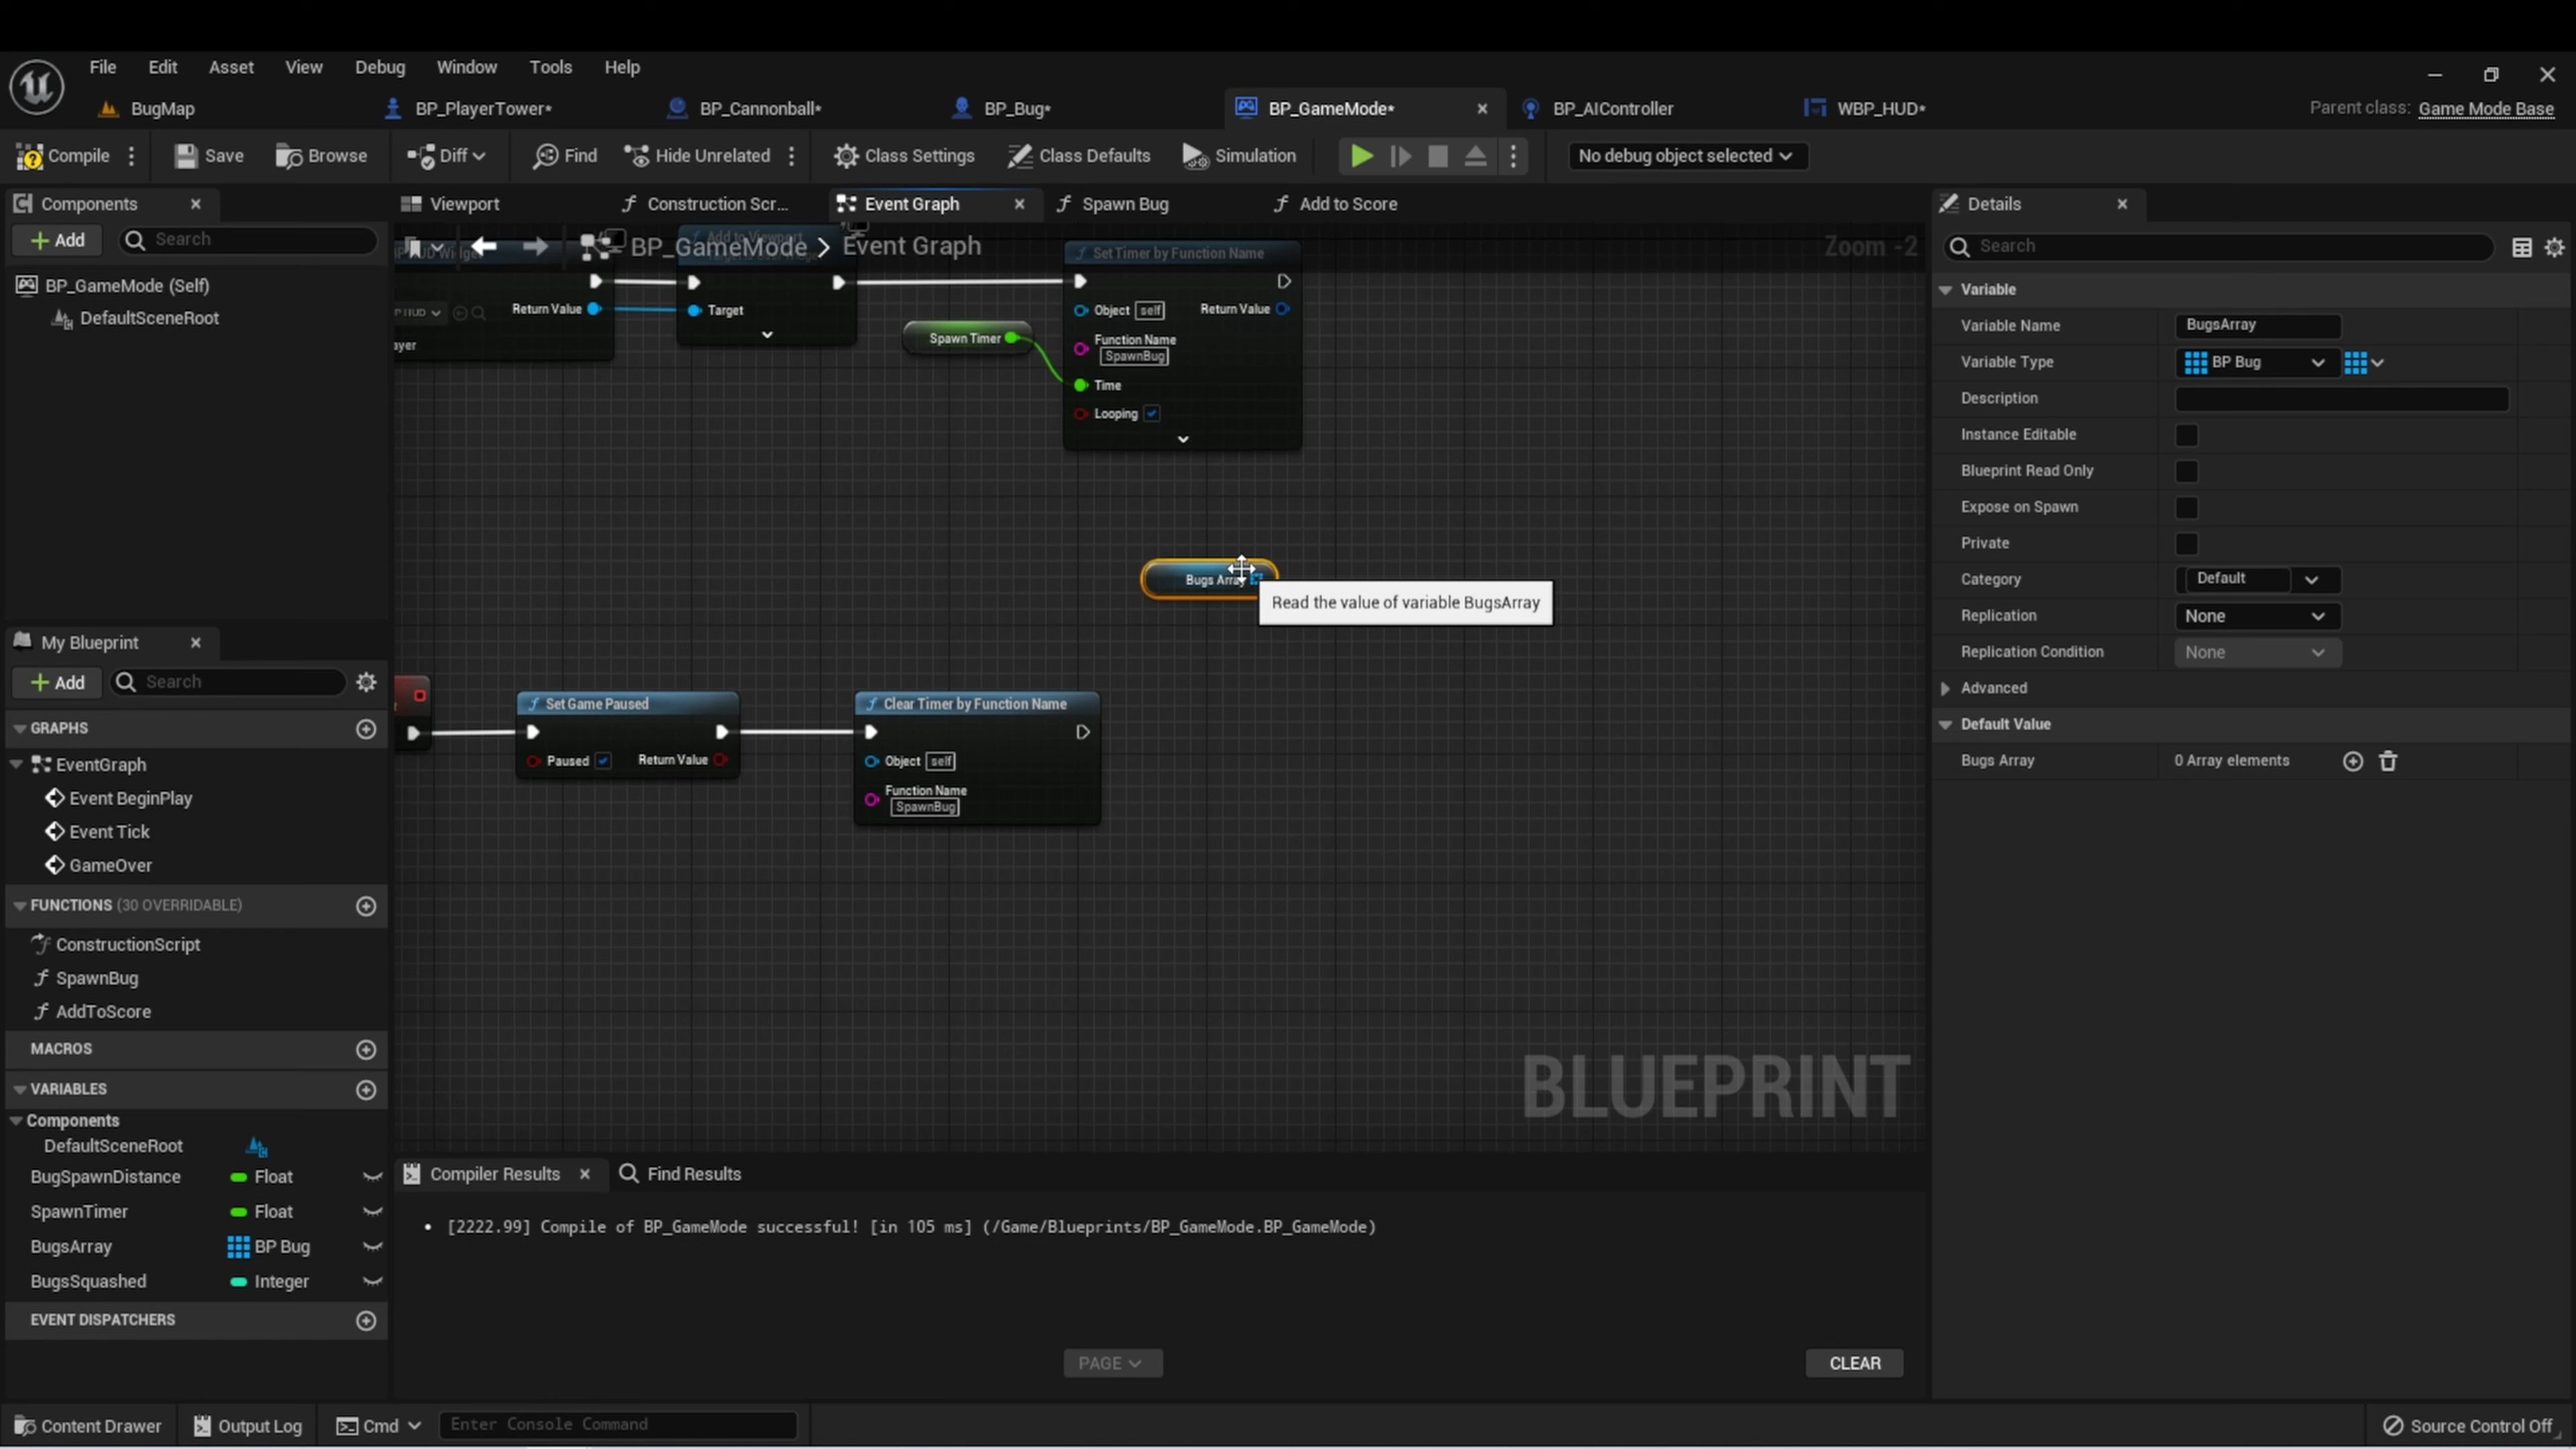 File Edit Asset View Debug Window Tools Help
BugMap BP_PlayerTower* BP_Cannonball* BP_Bug* BP_GameMode* BP_AIController WBP_HUD* Parent class: Game Mode Base
Compile Save Browse Diff Find Hide Unrelated Class Settings Class Defaults Simulation No debug object selected
Components Viewport Construction Scr... Event Graph Spawn Bug Add to Score Details
Add Search
BP_GameMode > Event Graph Zoom -2
Search
BP_GameMode (Self)
DefaultSceneRoot
Add to Viewport
Return Value
ayer
Target
Spawn Timer
Set Timer by Function Name
Object self Return Value
Function Name
SpawnBug
Time
Looping
Bugs Array
Read the value of variable BugsArray
Set Game Paused
Paused Return Value
Clear Timer by Function Name
Object self
Function Name
SpawnBug
BLUEPRINT
My Blueprint
Add Search
GRAPHS
EventGraph
Event BeginPlay
Event Tick
GameOver
FUNCTIONS (30 OVERRIDABLE)
ConstructionScript
SpawnBug
AddToScore
MACROS
VARIABLES
Components
DefaultSceneRoot
BugSpawnDistance Float
SpawnTimer Float
BugsArray BP Bug
BugsSquashed Integer
EVENT DISPATCHERS
Compiler Results Find Results
• [2222.99] Compile of BP_GameMode successful! [in 105 ms] (/Game/Blueprints/BP_GameMode.BP_GameMode)
PAGE CLEAR
Variable
Variable Name BugsArray
Variable Type BP Bug
Description
Instance Editable
Blueprint Read Only
Expose on Spawn
Private
Category Default
Replication None
Replication Condition None
Advanced
Default Value
Bugs Array 0 Array elements
Content Drawer Output Log Cmd Enter Console Command Source Control Off